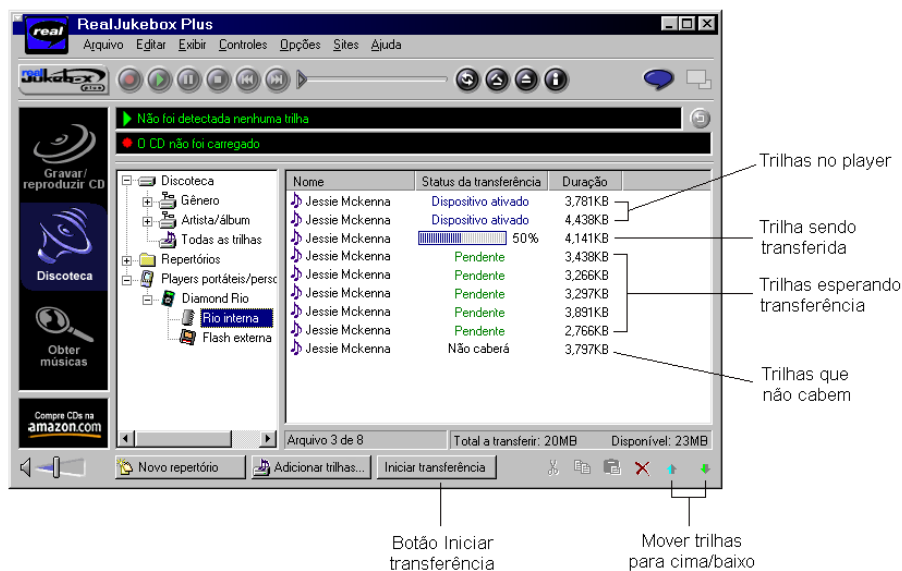 real RealJukebox Plus
Arquivo Editar Exibir Controles Opções Sites Ajuda
real
Jukebox
plus
Não foi detectada nenhuma trilha
O CD não foi carregado
Gravar/
reproduzir CD
Discoteca
Obter
músicas
Compre CDs na
amazon.com
Discoteca
Gênero
Artista/álbum
Todas as trilhas
Repertórios
Players portáteis/persc
Diamond Rio
Rio interna
Flash externa
Nome Status da transferência Duração
Jessie Mckenna Dispositivo ativado 3,781KB
Jessie Mckenna Dispositivo ativado 4,438KB
Jessie Mckenna 50% 4,141KB
Jessie Mckenna Pendente 3,438KB
Jessie Mckenna Pendente 3,266KB
Jessie Mckenna Pendente 3,297KB
Jessie Mckenna Pendente 3,891KB
Jessie Mckenna Pendente 2,766KB
Jessie Mckenna Não caberá 3,797KB
Arquivo 3 de 8 Total a transferir: 20MB Disponível: 23MB
Novo repertório Adicionar trilhas... Iniciar transferência
Trilhas no player
Trilha sendo
transferida
Trilhas esperando
transferência
Trilhas que
não cabem
Botão Iniciar
transferência
Mover trilhas
para cima/baixo